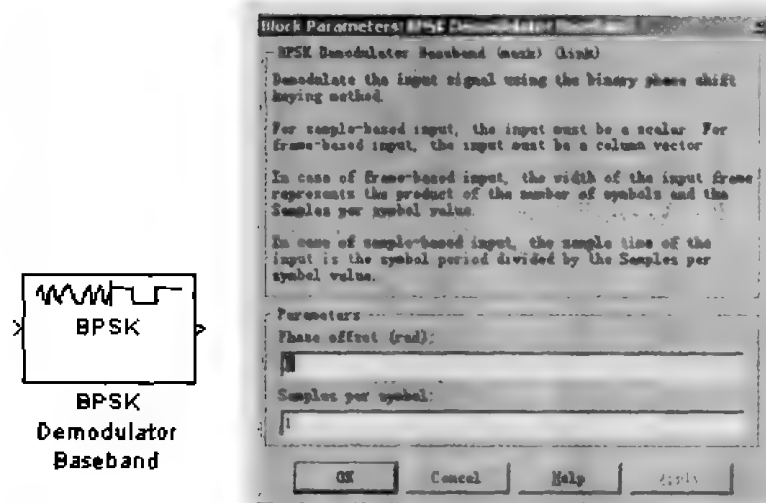 Block Parameters: BPSK Demodulator Baseband
BPSK Demodulator Baseband (mask) (link)
Demodulate the input signal using the binary phase shift
keying method.
For sample-based input, the input must be a scalar. For
frame-based input, the input must be a column vector
In case of frame-based input, the width of the input frame
represents the product of the number of symbols and the
Samples per symbol value.
In case of sample-based input, the sample time of the
input is the symbol period divided by the Samples per
symbol value.
Parameters
Phase offset (rad):
Samples per symbol:
1
OK Cancel Help Apply
BPSK
BPSK
Demodulator
Baseband